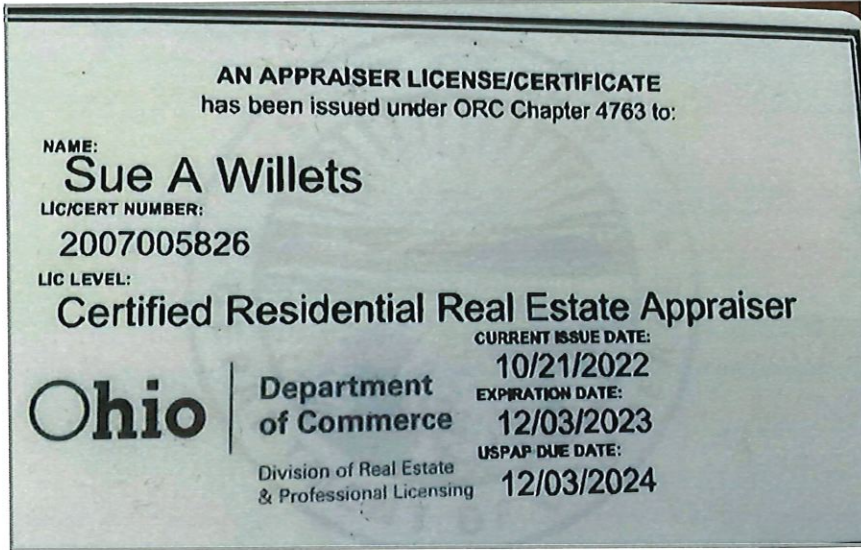 AN APPRAISER LICENSE/CERTIFICATE
has been issued under ORC Chapter 4763 to:
NAME:
Sue A Willets
LIC/CERT NUMBER:
2007005826
LIC LEVEL:
Certified Residential Real Estate Appraiser
CURRENT ISSUE DATE:
10/21/2022
EXPIRATION DATE:
12/03/2023
USPAP DUE DATE:
12/03/2024
Ohio
Department
of Commerce
Division of Real Estate
& Professional Licensing